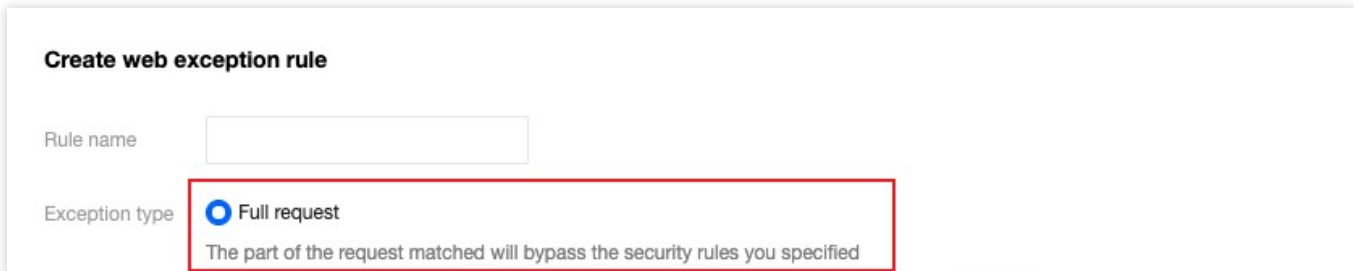 Create web exception rule
Rule name
Exception type Full request
The part of the request matched will bypass the security rules you specified